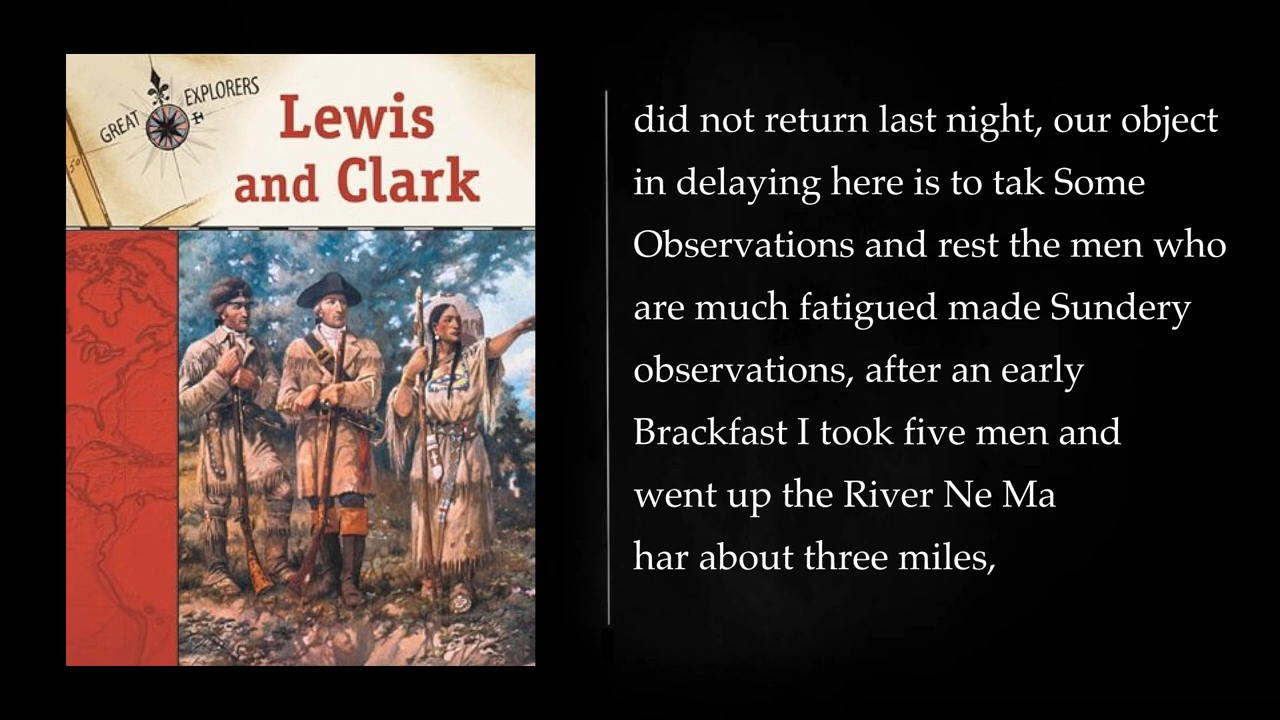 GREAT EXPLORERS
Lewis
and Clark
50
did not return last night, our object
in delaying here is to tak Some
Observations and rest the men who
are much fatigued made Sundery
observations, after an early
Brackfast I took five men and
went up the River Ne Ma
har about three miles,